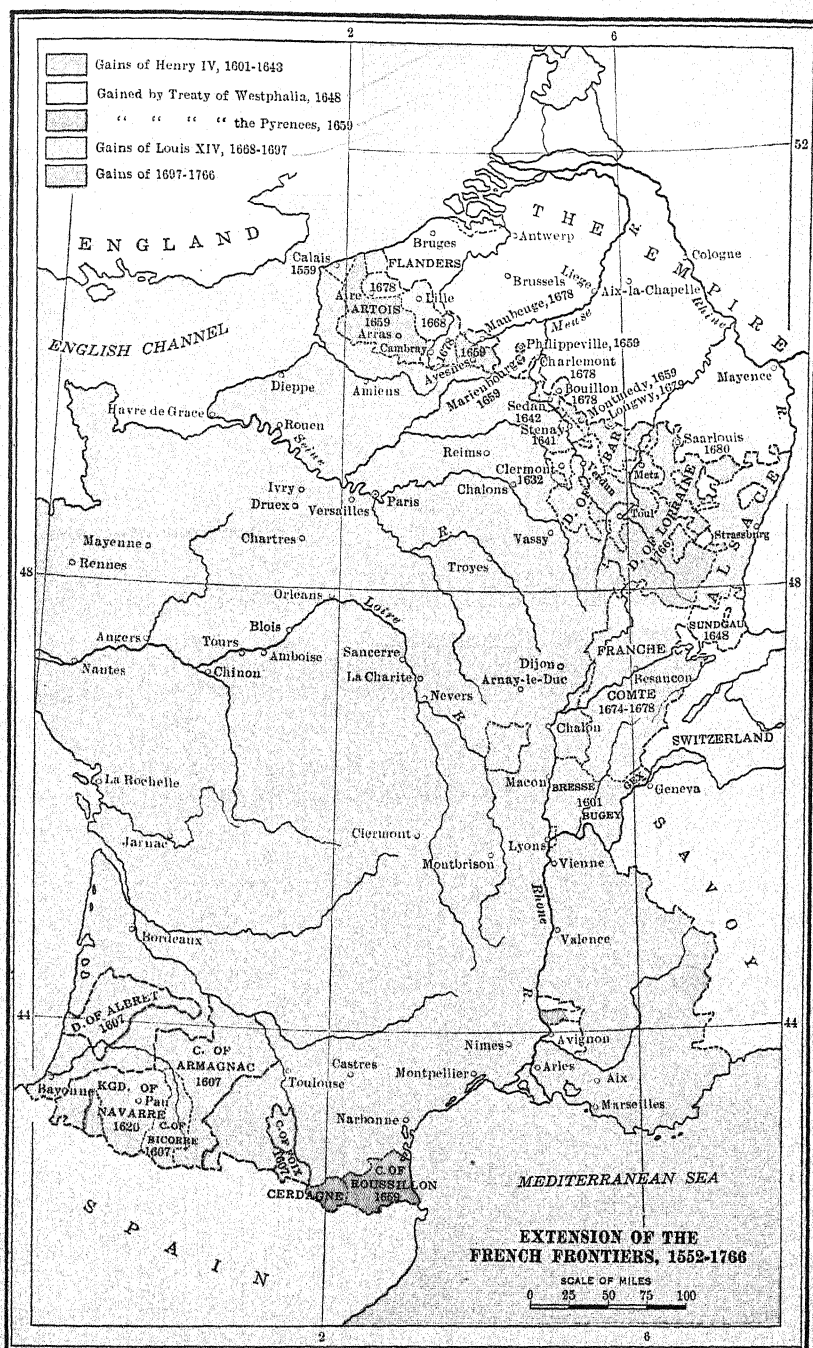 2
6
Gains of Henry IV, 1601-1643
Gained by Treaty of Westphalia, 1648
“ “ “ “ the Pyrenees, 1659
Gains of Louis XIV, 1668-1697
Gains of 1697-1766
52
52
ENGLAND
THE EMPIRE
Bruges
Antwerp
R.
Cologne
Calais
1559
FLANDERS
Brussels
Liege
Aix-la-Chapelle
Rhine
Aire
1678
Lille
ARTOIS
1659
1668
Maubeuge, 1678
Meuse
Arras
Cambray
1678
1659
Avesnes
Philippeville, 1659
ENGLISH CHANNEL
Charlemont
1678
Marienbourg
1659
Bouillon
1678
Montmedy, 1659
Longwy, 1679
Mayence
R.
Dieppe
Amiens
Havre de Grace
Rouen
Seine
Sedan
1642
Stenay
1641
D. OF BAR
Saarlouis
1680
Reims
Clermont
1632
Verdun
Metz
Ivry
Druex
Versailles
Paris
Chalons
Toul
D. OF LORRAINE
1766
ALSACE
Strassburg
Mayenne
Chartres
R.
Vassy
48
Rennes
Troyes
48
Orleans
Loire
SUNDGAU
1648
Angers
Blois
Tours
Amboise
Sancerre
FRANCHE
Nantes
Chinon
La Charite
Dijon
Arnay-le-Duc
Besancon
COMTE
1674-1678
Nevers
R.
Chalon
SWITZERLAND
La Rochelle
Macon
BRESSE
1601
BUGEY
GEX
Geneva
Jarnac
Clermont
Lyons
SAVOY
Montbrison
Vienne
Rhone
Bordeaux
Valence
R
44
D. OF ALBRET
1607
44
C. OF
ARMAGNAC
1607
Nimes
Avignon
Bayonne
KGD. OF
NAVARRE
1620
Pau
C. OF
BIGORRE
1607
Toulouse
Castres
Montpellier
Arles
Aix
Marseilles
Narbonne
C. OF FOIX
1607
C. OF
ROUSSILLON
1659
CERDAGNE
MEDITERRANEAN SEA
SPAIN
EXTENSION OF THE
FRENCH FRONTIERS, 1552-1766
SCALE OF MILES
0 25 50 75 100
2
6